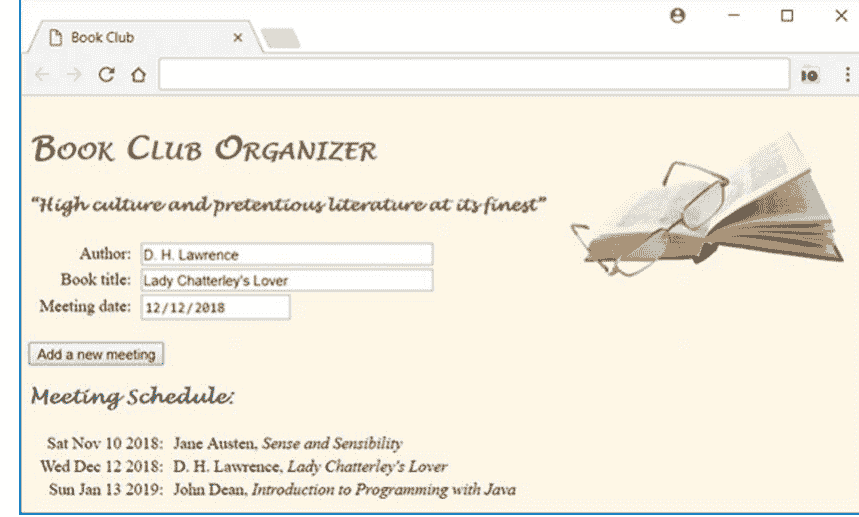 Book Club
BOOK CLUB ORGANIZER
“High culture and pretentious literature at its finest”
Author: D. H. Lawrence
Book title: Lady Chatterley's Lover
Meeting date: 12/12/2018
Add a new meeting
Meeting Schedule:
Sat Nov 10 2018: Jane Austen, Sense and Sensibility
Wed Dec 12 2018: D. H. Lawrence, Lady Chatterley's Lover
Sun Jan 13 2019: John Dean, Introduction to Programming with Java